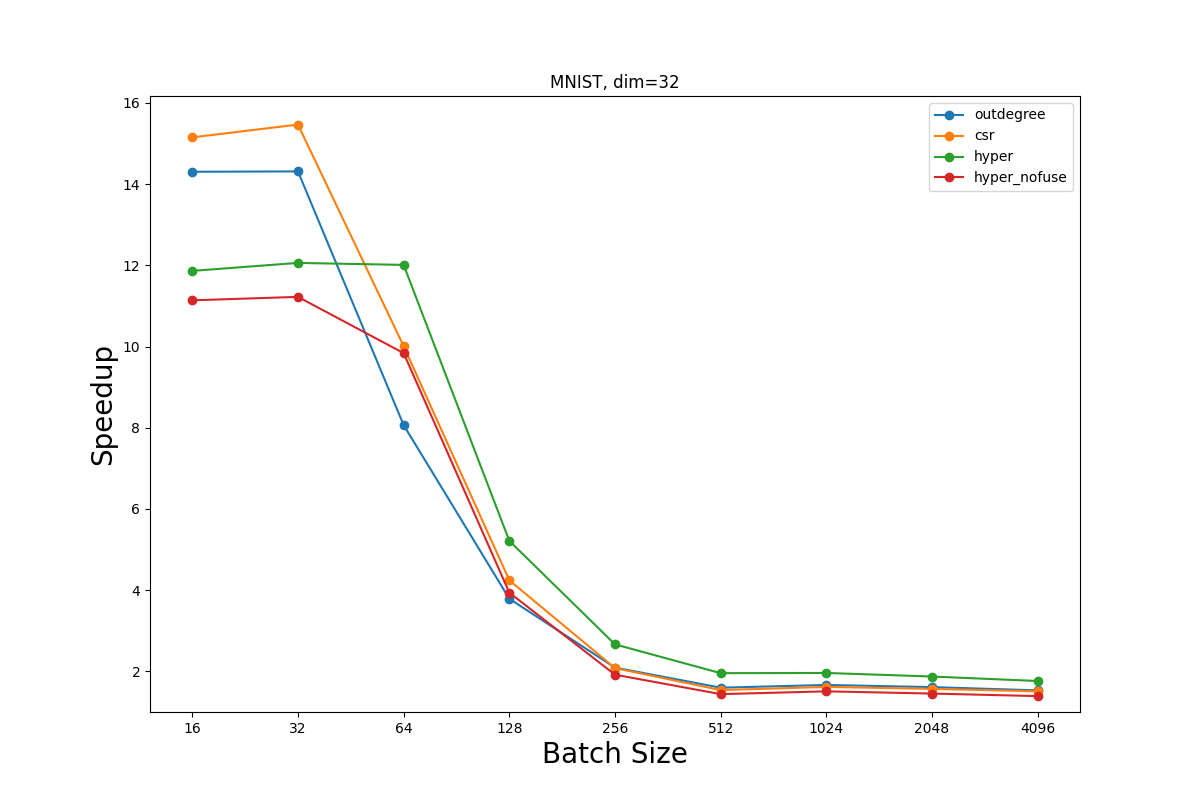 MNIST, dim=32
outdegree
csr
hyper
hyper_nofuse
Speedup
16
14
12
10
8
6
4
2
16 32 64 128 256 512 1024 2048 4096
Batch Size